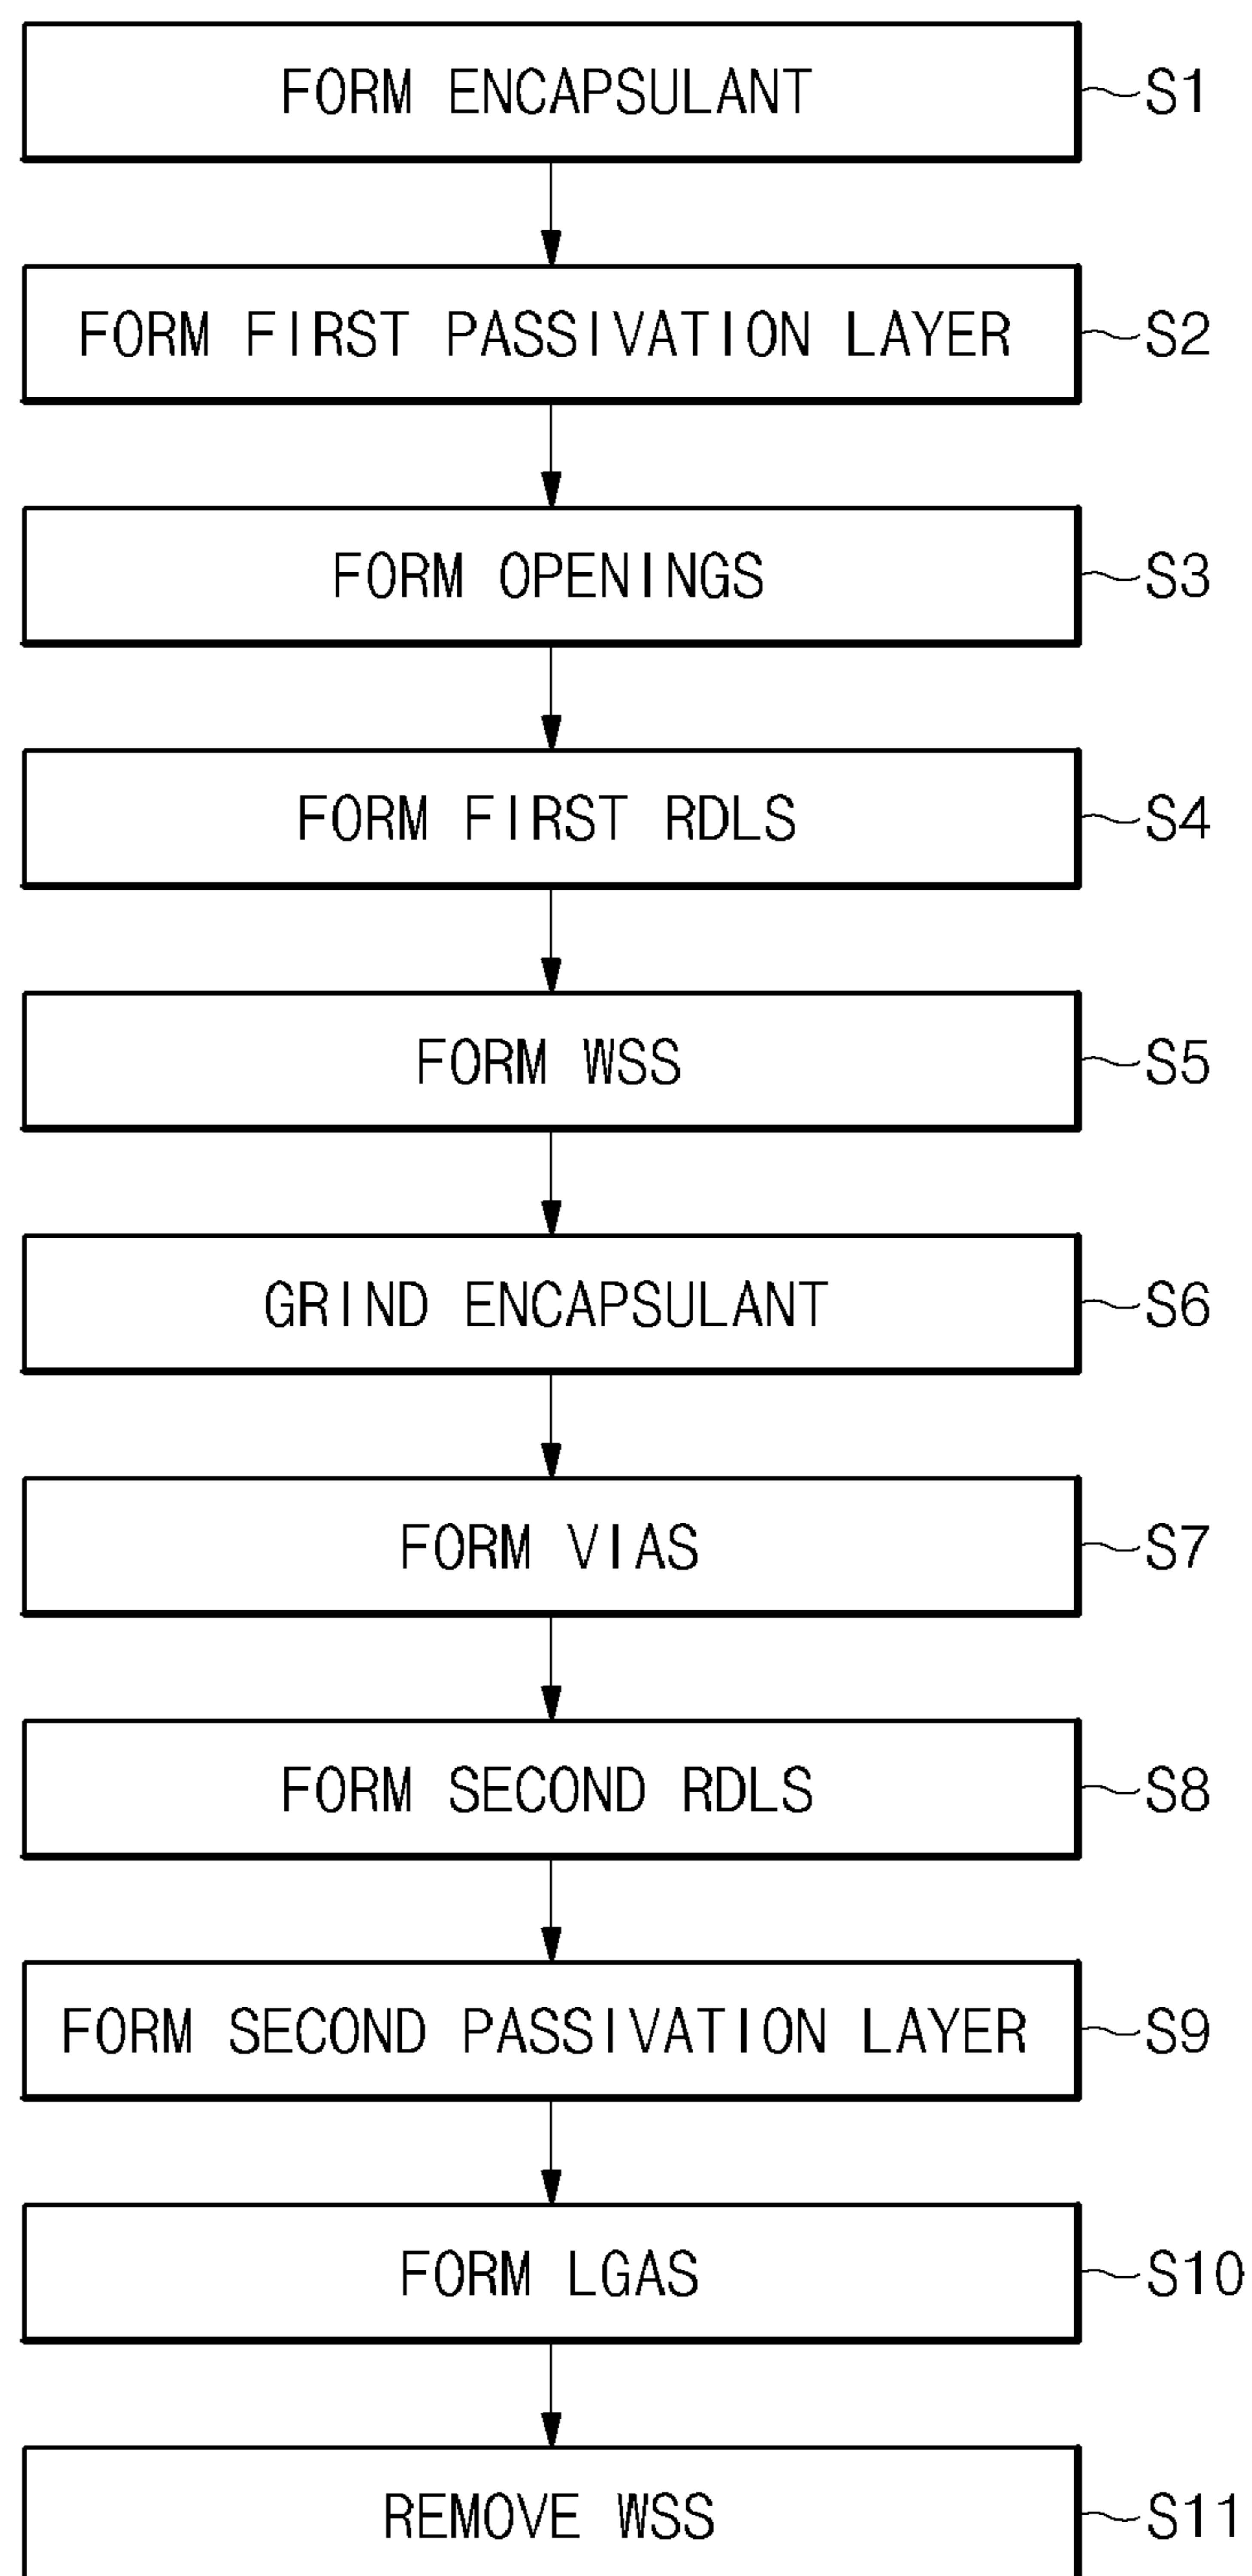 FORM ENCAPSULANT S1
FORM FIRST PASSIVATION LAYER S2
FORM OPENINGS S3
FORM FIRST RDLS S4
FORM WSS S5
GRIND ENCAPSULANT S6
FORM VIAS S7
FORM SECOND RDLS S8
FORM SECOND PASSIVATION LAYER S9
FORM LGAS S10
REMOVE WSS S11